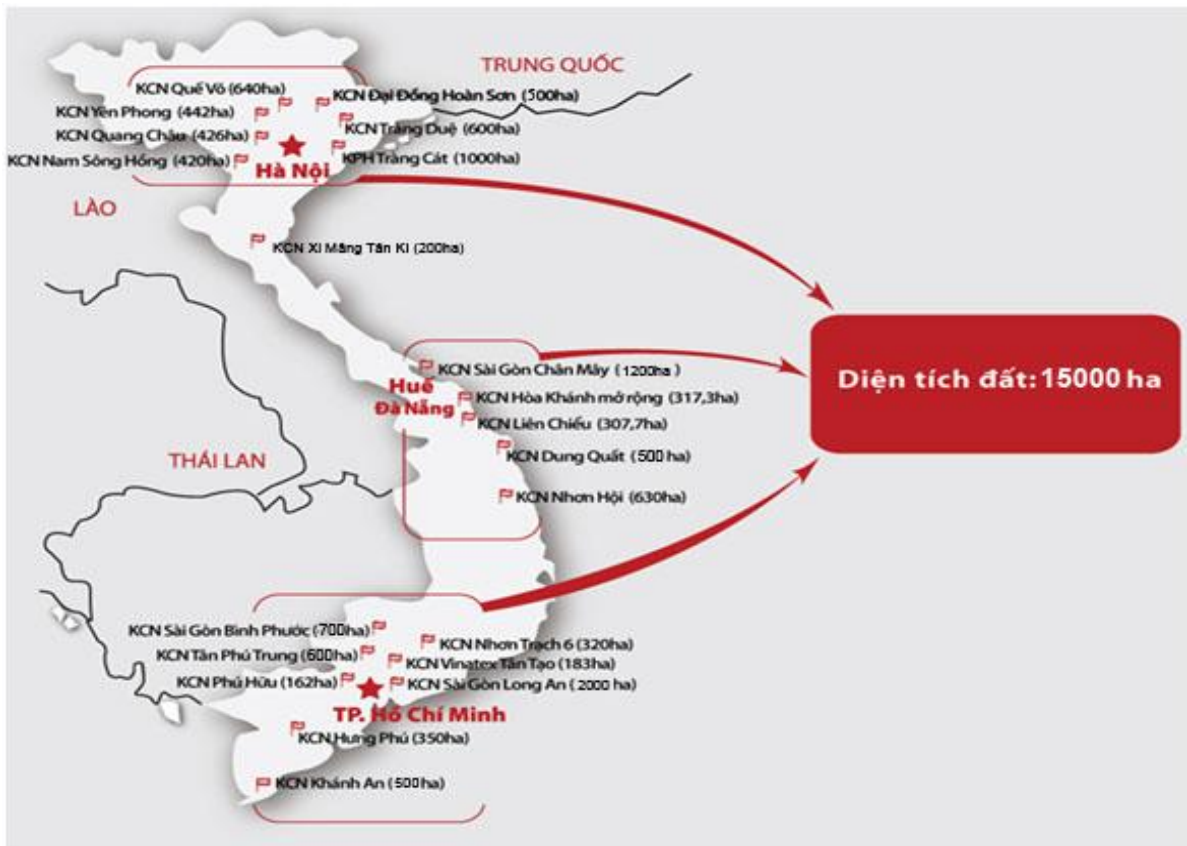 TRUNG QUỐC
KCN Quế Võ (640ha)
KCN Đại Đồng Hoàn Sơn (500ha)
KCN Yên Phong (442ha)
KCN Tràng Duệ (600ha)
KCN Quang Châu (426ha)
KCN Nam Sông Hồng (420ha)
KPH Tràng Cát (1000ha)
Hà Nội
LÀO
KCN Xi Măng Tân Kì (200ha)
KCN Sài Gòn Chân Mây (1200ha)
Huế
Đà Nẵng
KCN Hòa Khánh mở rộng (317,3ha)
KCN Liên Chiểu (307,7ha)
KCN Dung Quất (500 ha)
KCN Nhơn Hội (630ha)
THÁI LAN
Diện tích đất: 15000 ha
KCN Sài Gòn Bình Phước (700ha)
KCN Nhơn Trạch 6 (320ha)
KCN Tân Phú Trung (600ha)
KCN Vinatex Tân Tạo (183ha)
KCN Phú Hữu (162ha)
KCN Sài Gòn Long An (2000 ha)
TP. Hồ Chí Minh
KCN Hưng Phú (350ha)
KCN Khánh An (500ha)